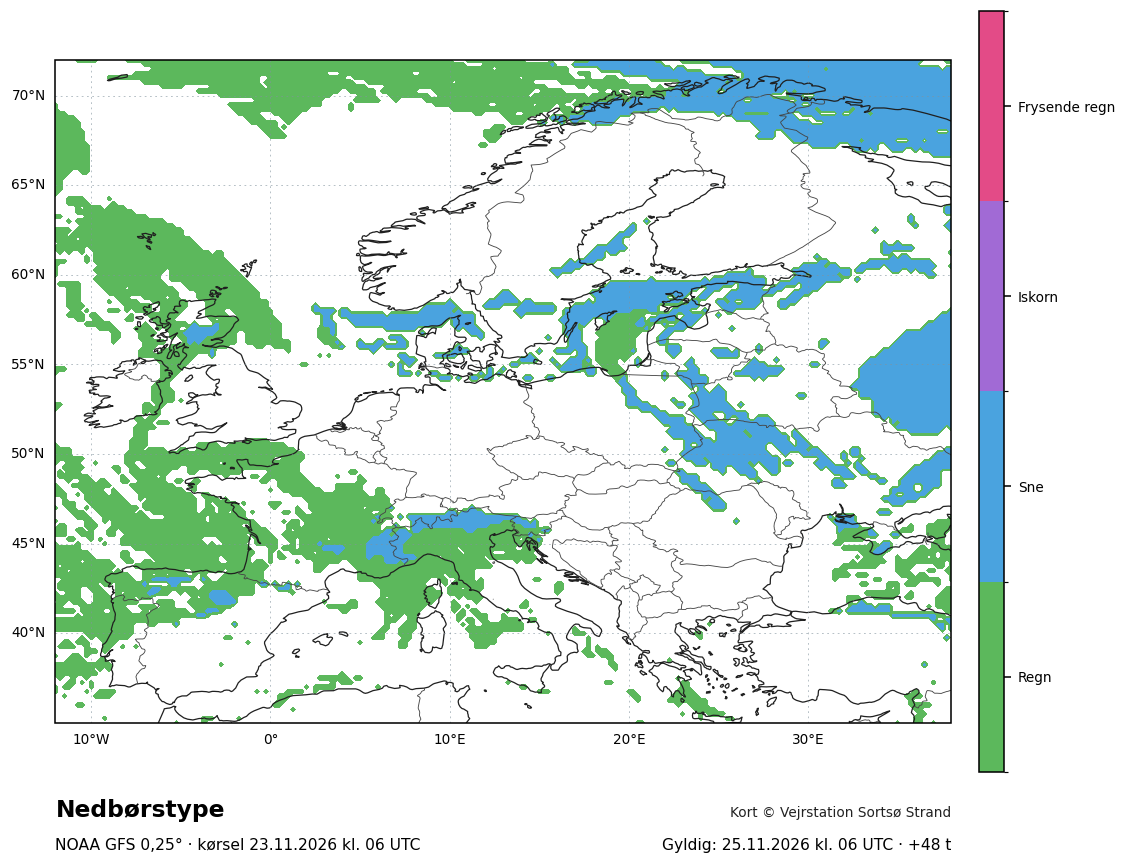 70°N
65°N
60°N
55°N
50°N
45°N
40°N
10°W
0°
10°E
20°E
30°E
Frysende regn
Iskorn
Sne
Regn
Nedbørstype
Kort © Vejrstation Sortsø Strand
NOAA GFS 0,25° · kørsel 23.11.2026 kl. 06 UTC
Gyldig: 25.11.2026 kl. 06 UTC · +48 t